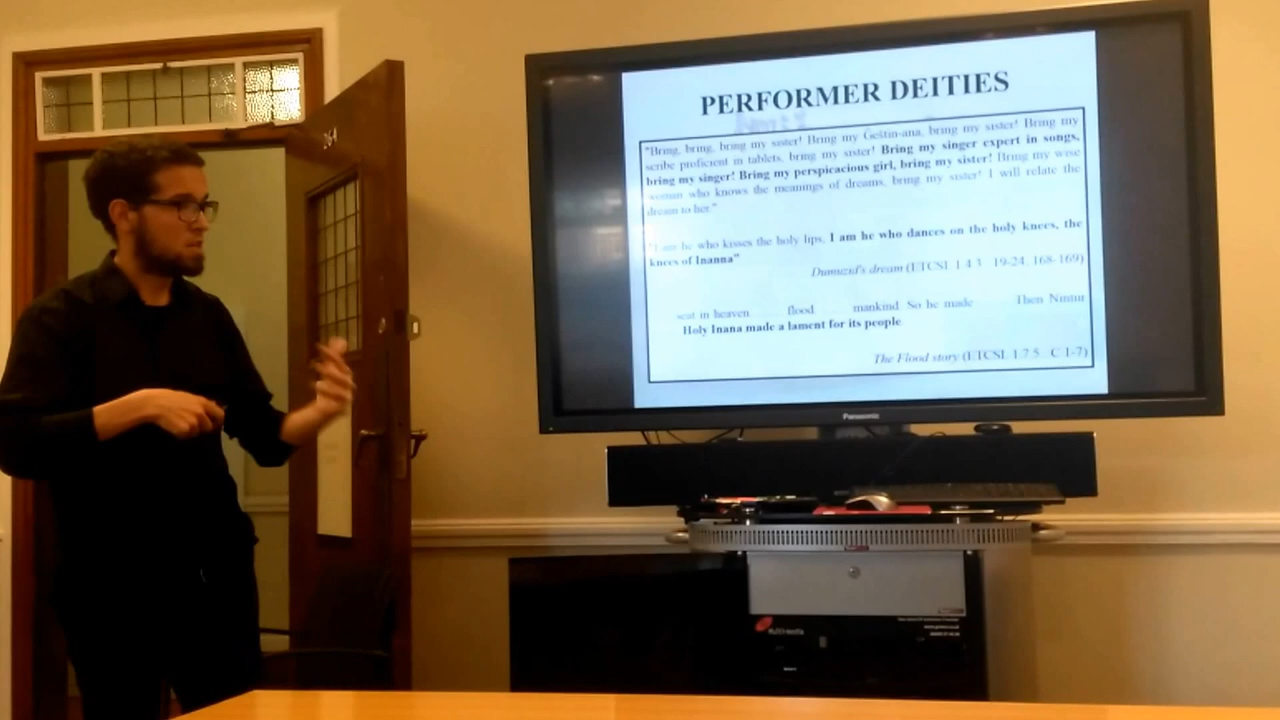 264
PERFORMER DEITIES
"Bring, bring, bring my sister! Bring my Geštin-ana, bring my sister! Bring my
scribe proficient in tablets, bring my sister! Bring my singer expert in songs,
bring my singer! Bring my perspicacious girl, bring my sister! Bring my wise
woman who knows the meanings of dreams, bring my sister! I will relate the
dream to her."
"I am he who kisses the holy lips, I am he who dances on the holy knees, the
knees of Inanna"
Dumuzid's dream (ETCSL 1.4.3 19-24, 168-169)
seat in heaven flood mankind. So he made Then Nintur
Holy Inana made a lament for its people
The Flood story (ETCSL 1.7.5 C 1-7)
Panasonic
Multimedia